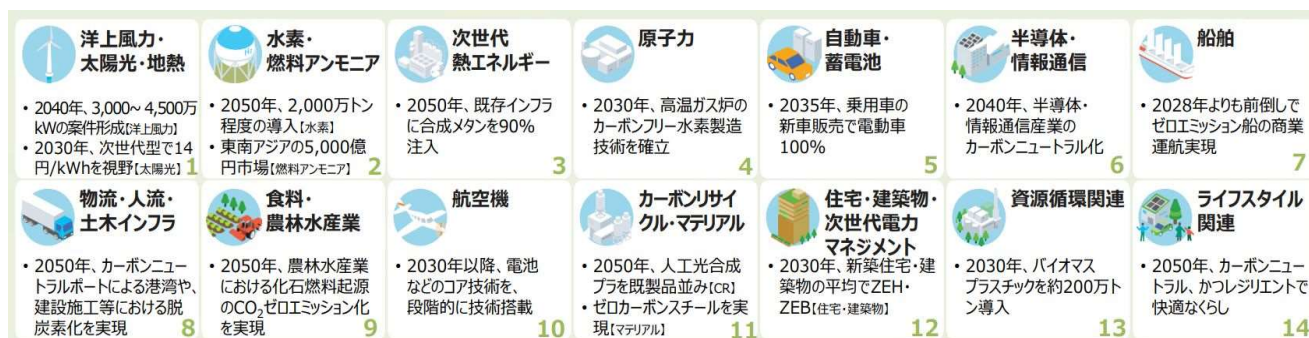 洋上風力・
太陽光・地熱
・2040年、3,000~4,500万
kWの案件形成【洋上風力】
・2030年、次世代型で14
円/kWhを視野【太陽光】
1
水素・
燃料アンモニア
・2050年、2,000万トン
程度の導入【水素】
・東南アジアの5,000億
円市場【燃料アンモニア】
2
次世代
熱エネルギー
・2050年、既存インフラ
に合成メタンを90%
注入
3
原子力
・2030年、高温ガス炉の
カーボンフリー水素製造
技術を確立
4
自動車・
蓄電池
・2035年、乗用車の
新車販売で電動車
100%
5
半導体・
情報通信
・2040年、半導体・
情報通信産業の
カーボンニュートラル化
6
船舶
・2028年よりも前倒しで
ゼロエミッション船の商業
運航実現
7
物流・人流・
土木インフラ
・2050年、カーボンニュー
トラルポートによる港湾や、
建設施工等における脱
炭素化を実現
8
食料・
農林水産業
・2050年、農林水産業
における化石燃料起源
のCO₂ゼロエミッション化
を実現
9
航空機
・2030年以降、電池
などのコア技術を、
段階的に技術搭載
10
カーボンリサイ
クル・マテリアル
・2050年、人工光合成
プラを既製品並み【CR】
・ゼロカーボンスチールを実
現【マテリアル】
11
住宅・建築物・
次世代電力
マネジメント
・2030年、新築住宅・建
築物の平均でZEH・
ZEB【住宅・建築物】
12
資源循環関連
・2030年、バイオマス
プラスチックを約200万ト
ン導入
13
ライフスタイル
関連
・2050年、カーボンニュー
トラル、かつレジリエントで
快適なくらし
14